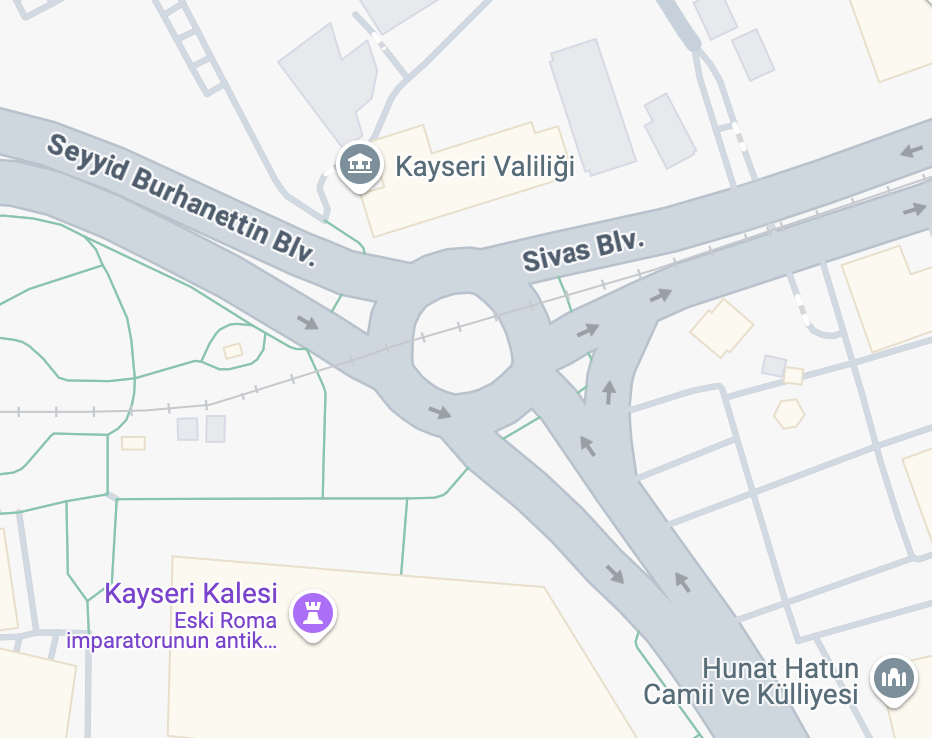 Seyyid Burhanettin Blv.
Kayseri Valiliği
Sivas Blv.
Kayseri Kalesi
Eski Roma
imparatorunun antik...
Hunat Hatun
Camii ve Külliyesi